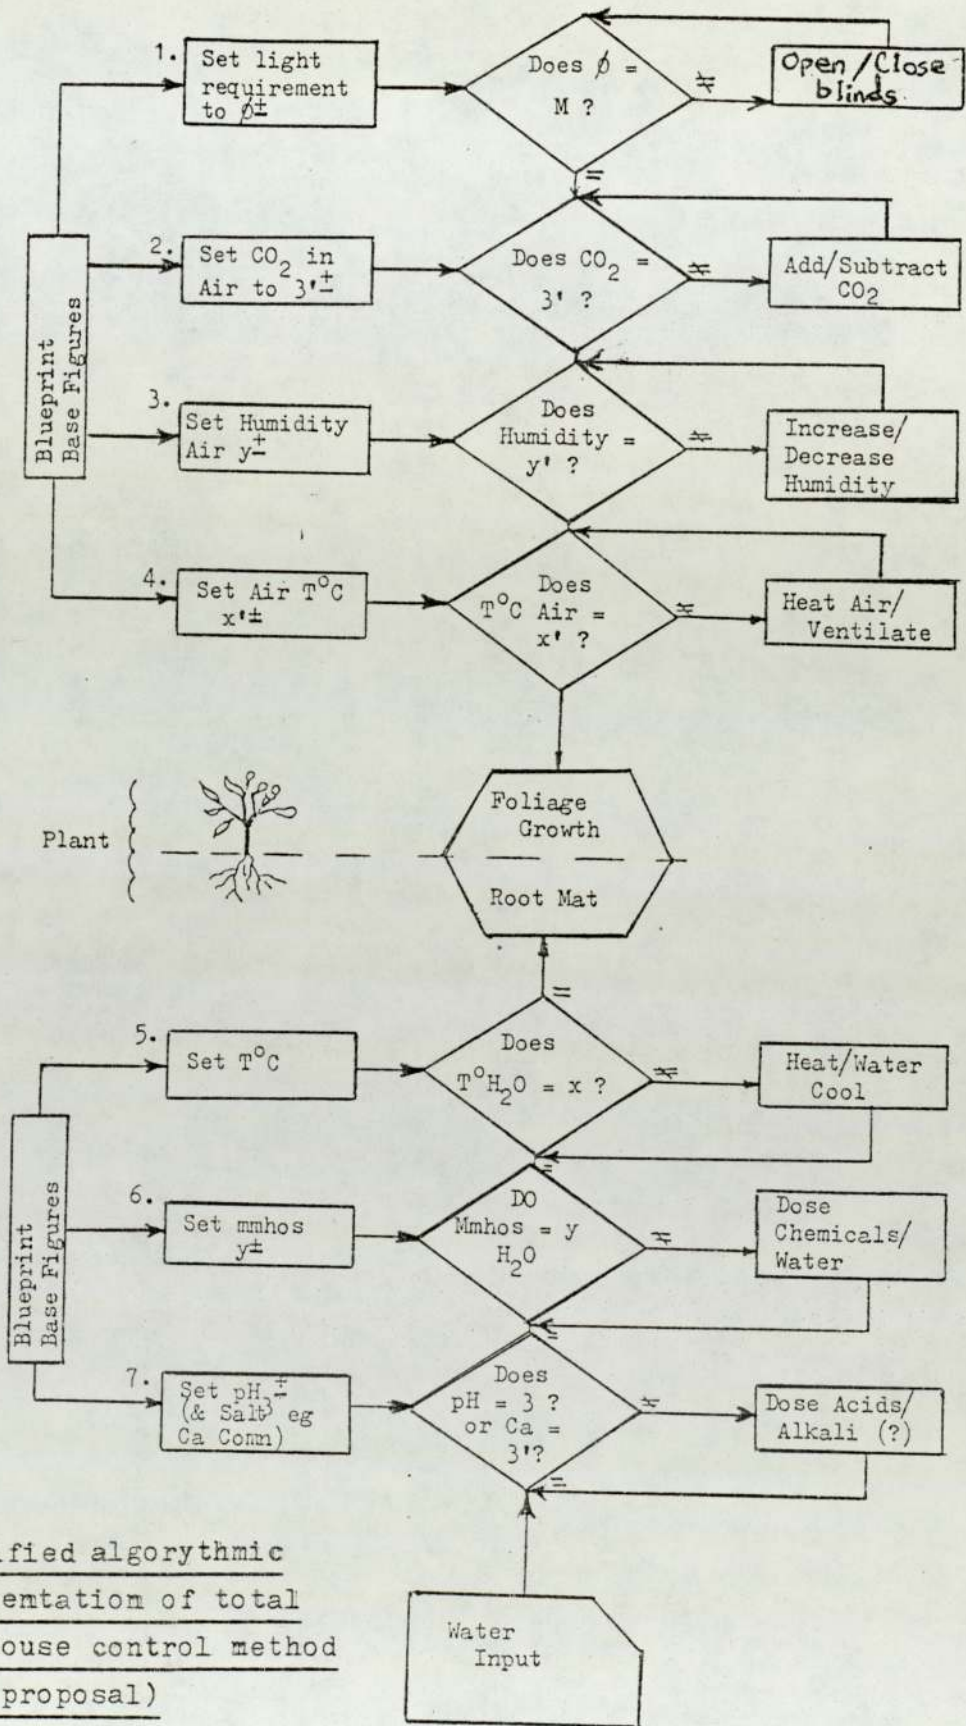 1.
Set light
requirement
to ϕ±
Does ϕ =
M ?
≠
Open/Close
blinds.
=
2.
Set CO₂ in
Air to 3'±
Does CO₂ =
3' ?
≠
Add/Subtract
CO₂
Blueprint
Base Figures
3.
Set Humidity
Air y±
Does
Humidity =
y' ?
≠
Increase/
Decrease
Humidity
4.
Set Air T°C
x'±
Does
T°C Air =
x' ?
≠
Heat Air/
Ventilate
Plant
Foliage
Growth
Root Mat
=
5.
Set T°C
Does
T°H₂O = x ?
≠
Heat/Water
Cool
=
Blueprint
Base Figures
6.
Set mmhos
y±
DO
Mmhos = y
H₂O
≠
Dose
Chemicals/
Water
=
7.
Set pH 3±
(& Salt eg
Ca Comn)
Does
pH = 3 ?
or Ca =
3'?
≠
Dose Acids/
Alkali (?)
=
Water
Input
ified algorythmic
entation of total
ouse control method
proposal)